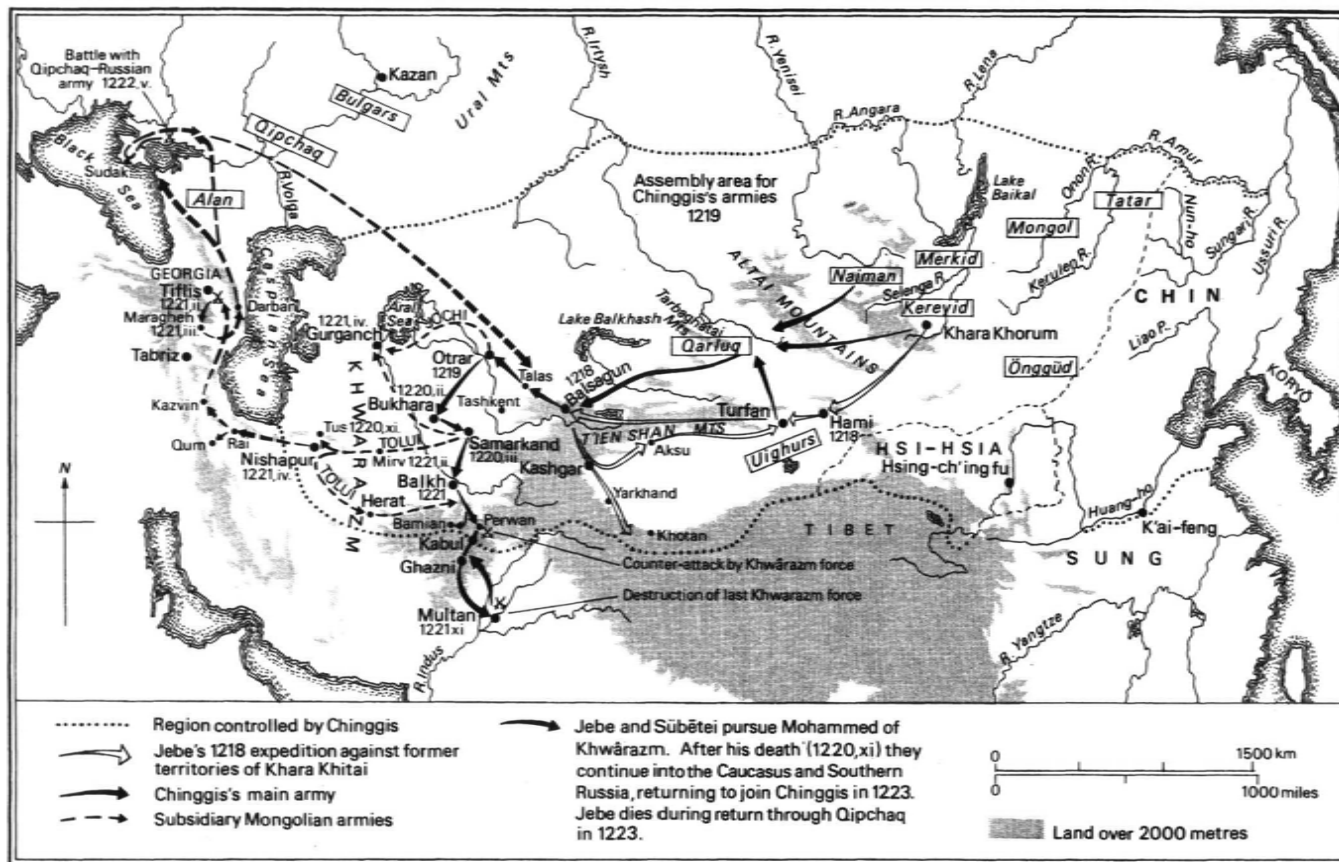 Battle with
Qipchaq–Russian
army 1222,v.
Kazan
Bulgars
Ural Mts
Qipchaq
R.Irtysh
R.Yenisei
R.Lena
R.Angara
R.Amur
Black
Sea
Sudak
Alan
R.Volga
Caspian Sea
Assembly area for
Chinggis's armies
1219
Lake
Baikal
Onon R.
Tatar
Mongol
Nun-ho
Sungari R.
Ussuri R.
Merkid
Naiman
Selenga R.
Kerulen R.
Kereyid
CHIN
ALTAI MOUNTAINS
GEORGIA
Tiflis
1221,ii.
Maragheh
1221,iii.
Darband
Tabriz
1221,iv.
Gurganch
Aral
Sea
JOCHI
Lake Balkhash
Tarbagatai
Mts
Qarluq
Khara Khorum
Liao R.
Önggüd
KORYŎ
Otrar
1219
Talas
1218
Balsagun
KHWARAZM
1220,ii.
Bukhara
Tashkent
Turfan
Hami
1218
Kazvin
Qum
Rai
Tus 1220,xi.
TOLUI
Samarkand
1220,iii.
T'IEN SHAN MTS
Aksu
Uighurs
HSI–HSIA
Hsing-ch'ing fu
Nishapur
1221,iv.
Mirv 1221,ii.
Kashgar
Balkh
1221
Yarkhand
N
TOLUI
Herat
Bamian
Perwan
Khotan
TIBET
Huang-ho
K'ai-feng
Kabul
Ghazni
Counter-attack by Khwârazm force
SUNG
Destruction of last Khwarazm force
Multan
1221 xi
R.Indus
R.Yangtze
Region controlled by Chinggis
Jebe's 1218 expedition against former
territories of Khara Khitai
Chinggis's main army
Subsidiary Mongolian armies
Jebe and Sübëtei pursue Mohammed of
Khwârazm. After his death (1220,xi) they
continue into the Caucasus and Southern
Russia, returning to join Chinggis in 1223.
Jebe dies during return through Qipchaq
in 1223.
0 1500 km
0 1000 miles
Land over 2000 metres